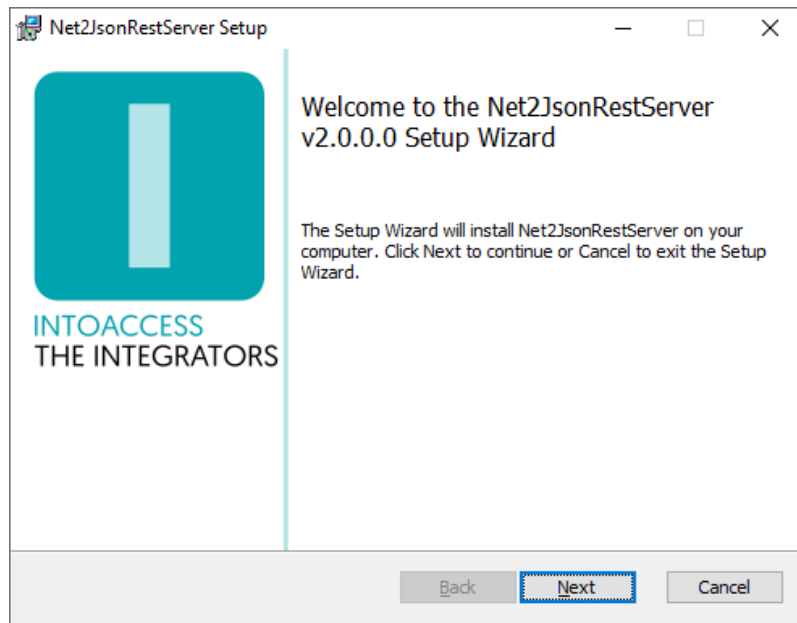 Net2JsonRestServer Setup
Welcome to the Net2JsonRestServer
v2.0.0.0 Setup Wizard
The Setup Wizard will install Net2JsonRestServer on your
computer. Click Next to continue or Cancel to exit the Setup
Wizard.
INTOACCESS
THE INTEGRATORS
Back
Next
Cancel